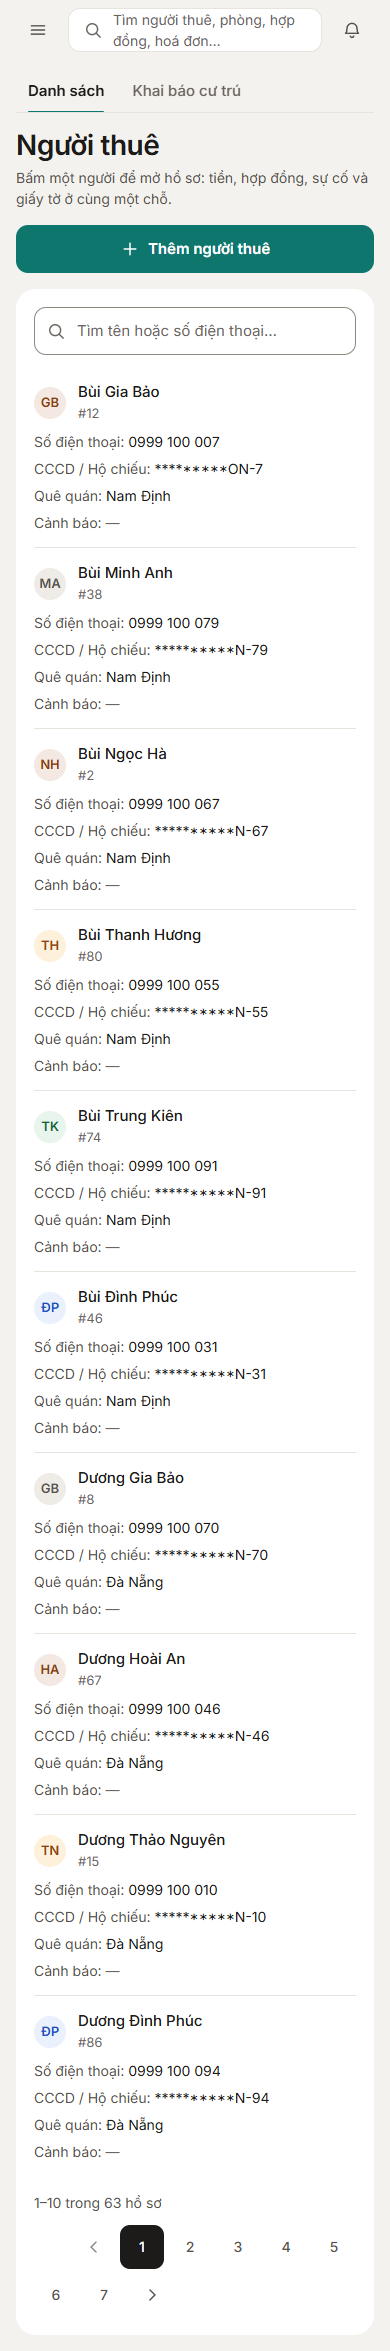 Tìm người thuê, phòng, hợp
đồng, hoá đơn...
Danh sách Khai báo cư trú
Người thuê
Bấm một người để mở hồ sơ: tiền, hợp đồng, sự cố và
giấy tờ ở cùng một chỗ.
+ Thêm người thuê
Tìm tên hoặc số điện thoại...
GB Bùi Gia Bảo
#12
Số điện thoại: 0999 100 007
CCCD / Hộ chiếu: *********ON-7
Quê quán: Nam Định
Cảnh báo: —
MA Bùi Minh Anh
#38
Số điện thoại: 0999 100 079
CCCD / Hộ chiếu: **********N-79
Quê quán: Nam Định
Cảnh báo: —
NH Bùi Ngọc Hà
#2
Số điện thoại: 0999 100 067
CCCD / Hộ chiếu: **********N-67
Quê quán: Nam Định
Cảnh báo: —
TH Bùi Thanh Hương
#80
Số điện thoại: 0999 100 055
CCCD / Hộ chiếu: **********N-55
Quê quán: Nam Định
Cảnh báo: —
TK Bùi Trung Kiên
#74
Số điện thoại: 0999 100 091
CCCD / Hộ chiếu: **********N-91
Quê quán: Nam Định
Cảnh báo: —
ĐP Bùi Đình Phúc
#46
Số điện thoại: 0999 100 031
CCCD / Hộ chiếu: **********N-31
Quê quán: Nam Định
Cảnh báo: —
GB Dương Gia Bảo
#8
Số điện thoại: 0999 100 070
CCCD / Hộ chiếu: **********N-70
Quê quán: Đà Nẵng
Cảnh báo: —
HA Dương Hoài An
#67
Số điện thoại: 0999 100 046
CCCD / Hộ chiếu: **********N-46
Quê quán: Đà Nẵng
Cảnh báo: —
TN Dương Thảo Nguyên
#15
Số điện thoại: 0999 100 010
CCCD / Hộ chiếu: **********N-10
Quê quán: Đà Nẵng
Cảnh báo: —
ĐP Dương Đình Phúc
#86
Số điện thoại: 0999 100 094
CCCD / Hộ chiếu: **********N-94
Quê quán: Đà Nẵng
Cảnh báo: —
1–10 trong 63 hồ sơ
1 2 3 4 5
6 7